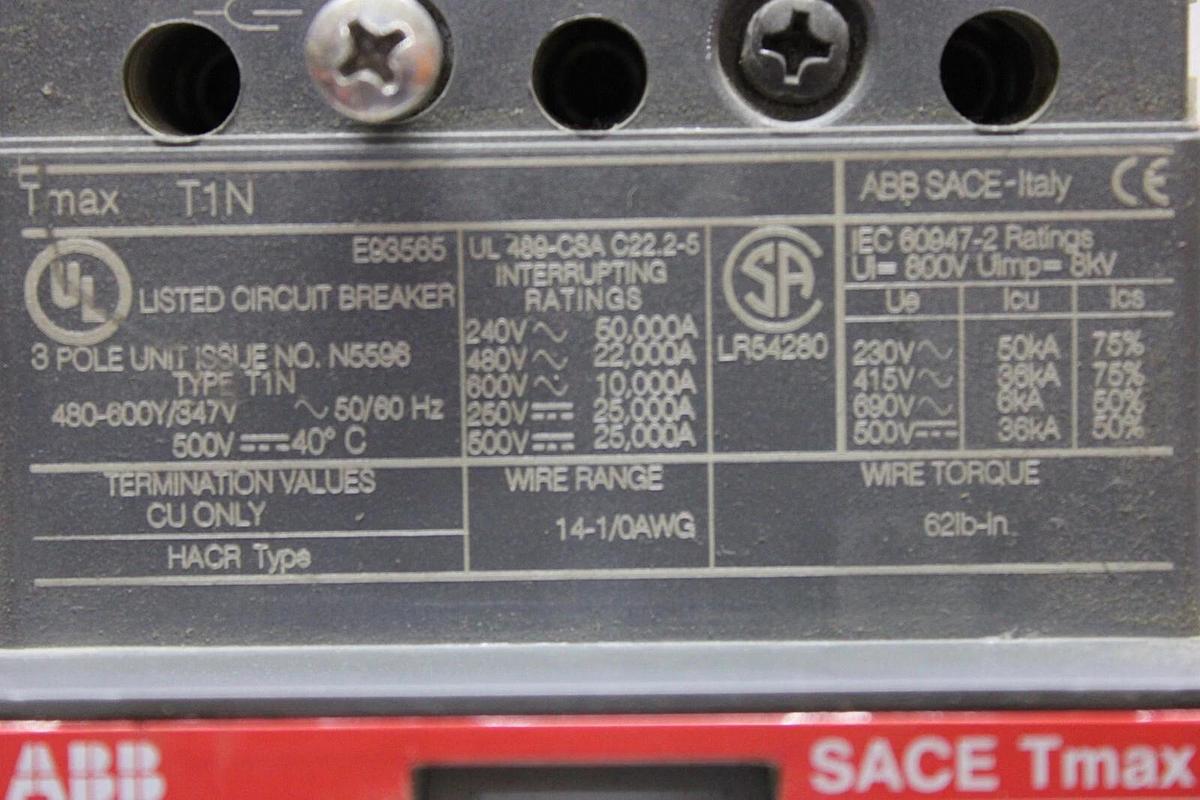 Tmax T1N
ABB SACE-Italy CE
UL
E93565
LISTED CIRCUIT BREAKER
3 POLE UNIT ISSUE NO. N5596
TYPE T1N
480-600Y/347V ~ 50/60 Hz
500V ⎓ 40° C
UL 489-CSA C22.2-5
INTERRUPTING
RATINGS
240V ~ 50,000A
480V ~ 22,000A
600V ~ 10,000A
250V ⎓ 25,000A
500V ⎓ 25,000A
SA
LR54280
IEC 60947-2 Ratings
Ui= 800V Uimp= 8kV
Ue Icu Ics
230V ~ 50kA 75%
415V ~ 36kA 75%
690V ~ 6kA 50%
500V ⎓ 36kA 50%
TERMINATION VALUES
CU ONLY
HACR Type
WIRE RANGE
14-1/0AWG
WIRE TORQUE
62lb-in
ABB
SACE Tmax